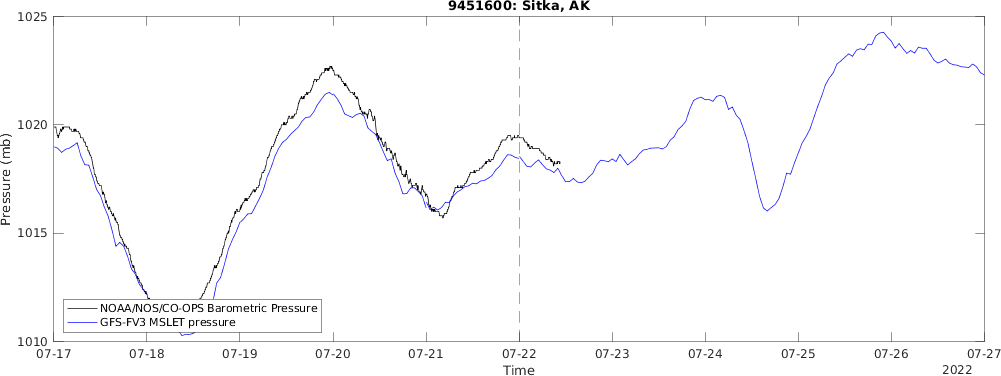 9451600: Sitka, AK
Pressure (mb)
1025
1020
1015
1010
NOAA/NOS/CO-OPS Barometric Pressure
GFS-FV3 MSLET pressure
07-17 07-18 07-19 07-20 07-21 07-22 07-23 07-24 07-25 07-26 07-27
Time
2022